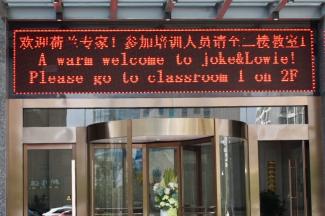 欢迎荷兰专家！参加培训人员请至二楼教室1
A warm welcome to joke&Lowie!
Please go to classroom 1 on 2F